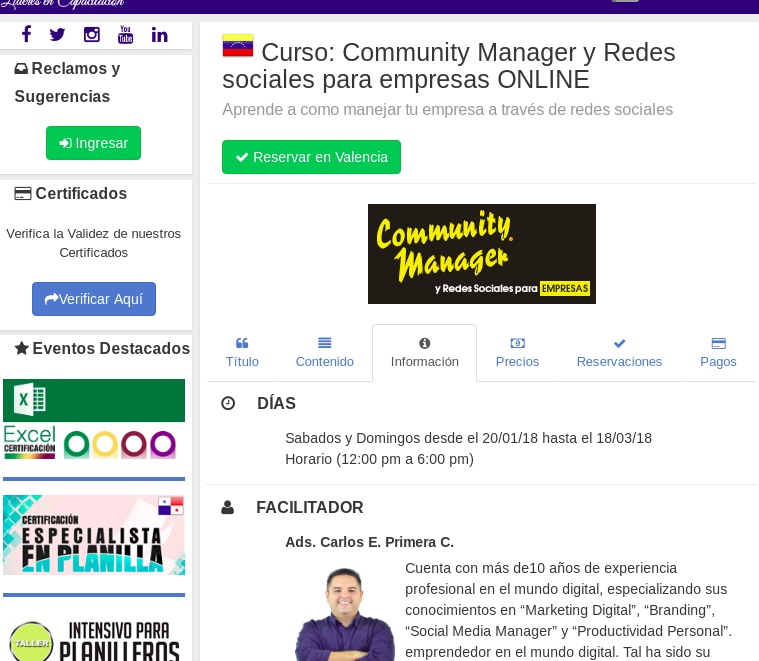 Líderes en Capacitación
Reclamos y
Sugerencias
Ingresar
Certificados
Verifica la Validez de nuestros
Certificados
Verificar Aquí
Eventos Destacados
Excel
CERTIFICACIÓN
CERTIFICACIÓN
ESPECIALISTA
EN PLANILLA
TALLER
INTENSIVO PARA
PLANILLEROS
Curso: Community Manager y Redes
sociales para empresas ONLINE
Aprende a como manejar tu empresa a través de redes sociales
Reservar en Valencia
Community
Manager
y Redes Sociales para EMPRESAS
Título
Contenido
Información
Precios
Reservaciones
Pagos
DÍAS
Sabados y Domingos desde el 20/01/18 hasta el 18/03/18
Horario (12:00 pm a 6:00 pm)
FACILITADOR
Ads. Carlos E. Primera C.
Cuenta con más de10 años de experiencia
profesional en el mundo digital, especializando sus
conocimientos en “Marketing Digital”, “Branding”,
“Social Media Manager” y “Productividad Personal”.
emprendedor en el mundo digital. Tal ha sido su